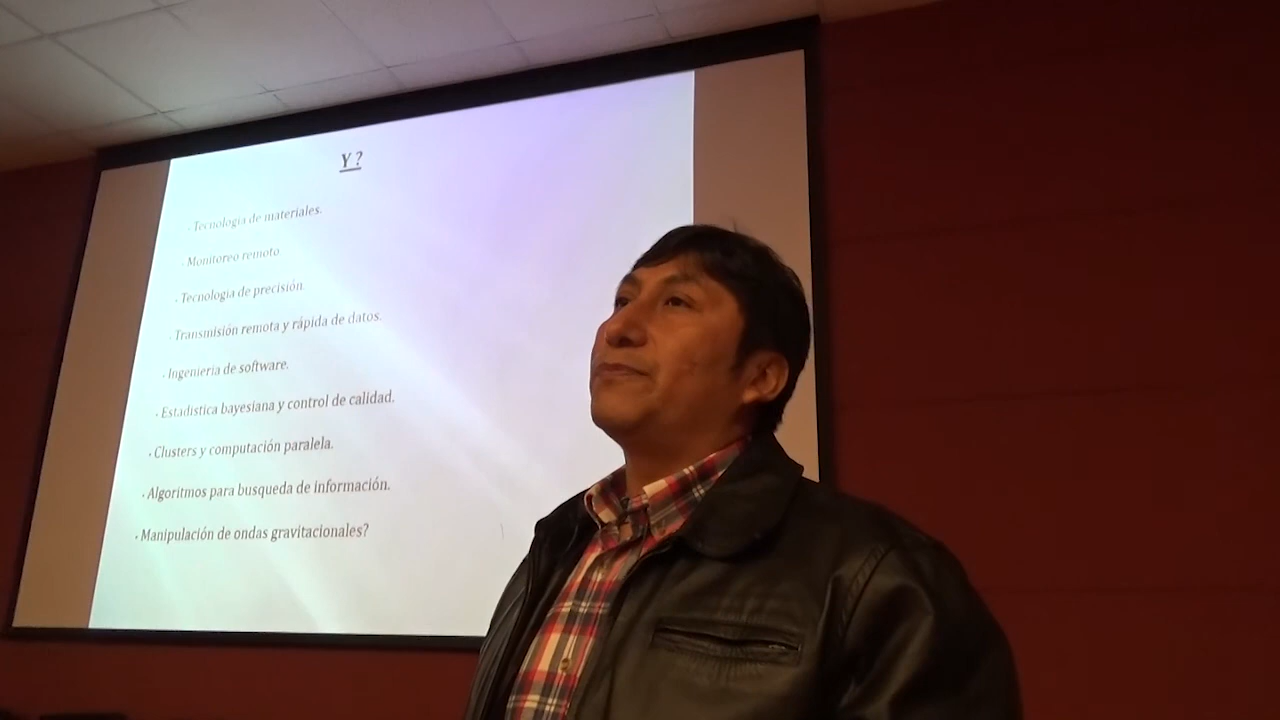 Y ?
- Tecnologia de materiales.
- Monitoreo remoto
- Tecnologia de precisión.
- Transmisión remota y rápida de datos.
- Ingenieria de software.
- Estadistica bayesiana y control de calidad.
- Clusters y computación paralela.
- Algoritmos para busqueda de información.
- Manipulación de ondas gravitacionales?